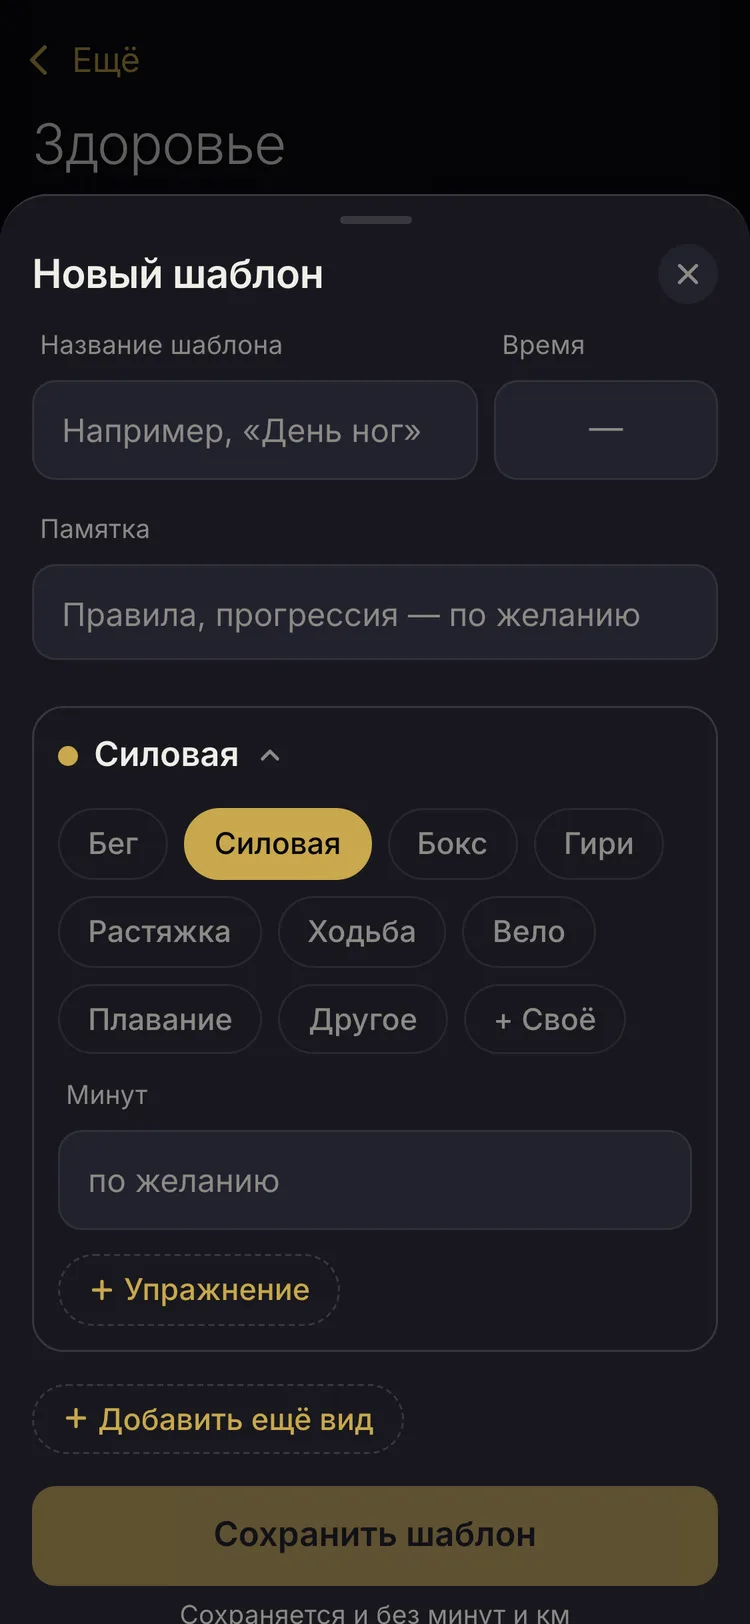 Ещё
Здоровье
Новый шаблон
Название шаблона Время
Например, «День ног» —
Памятка
Правила, прогрессия — по желанию
Силовая
Бег Силовая Бокс Гири
Растяжка Ходьба Вело
Плавание Другое + Своё
Минут
по желанию
+ Упражнение
+ Добавить ещё вид
Сохранить шаблон
Сохраняется и без минут и км